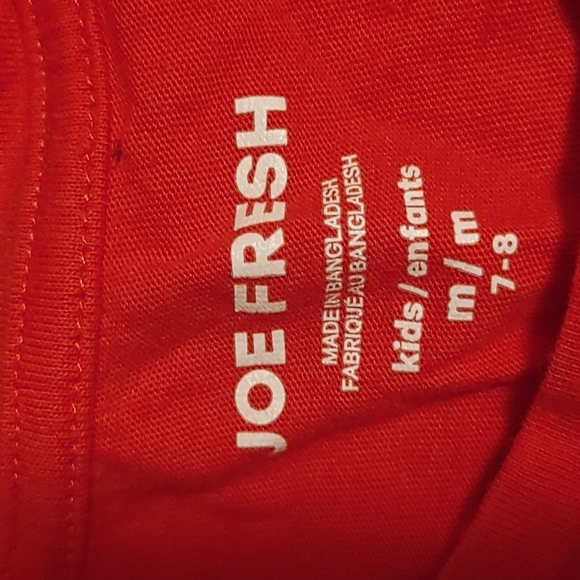 JOE FRESH
MADE IN BANGLADESH
FABRIQUÉ AU BANGLADESH
kids / enfants
m / m
7-8